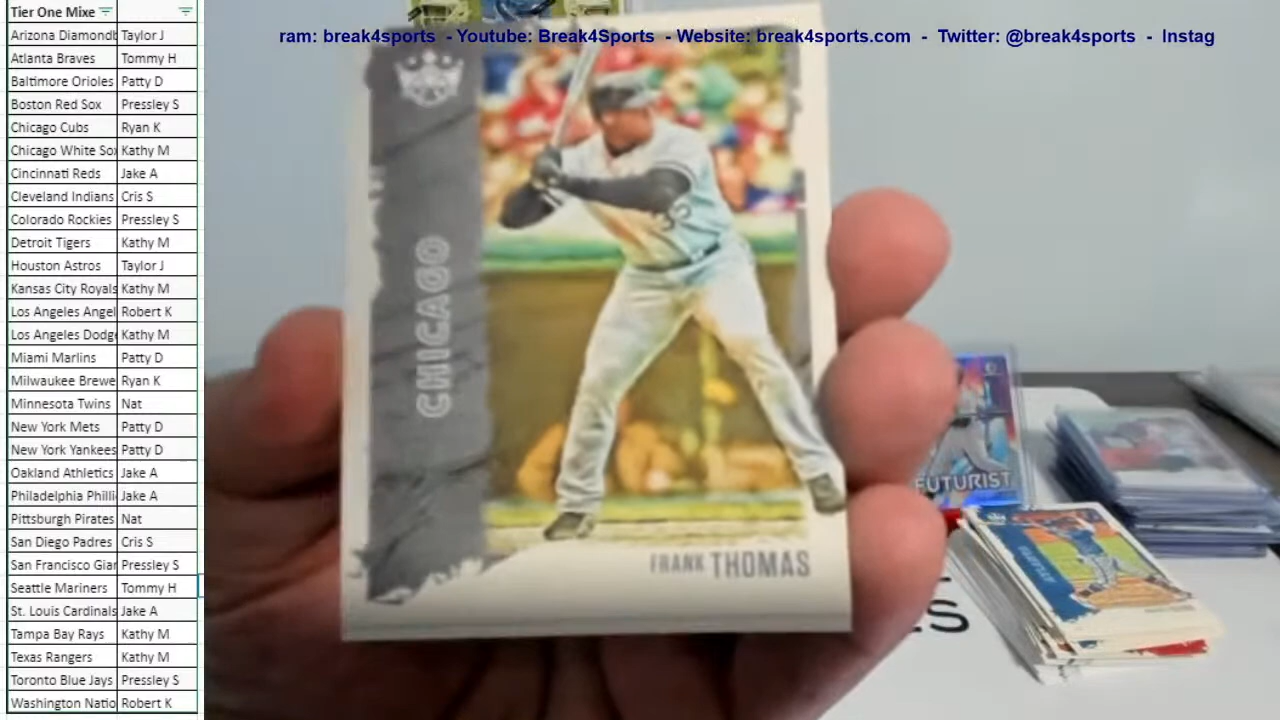 Tier One Mixe
Arizona Diamondb Taylor J
Atlanta Braves Tommy H
Baltimore Orioles Patty D
Boston Red Sox Pressley S
Chicago Cubs Ryan K
Chicago White Sox Kathy M
Cincinnati Reds Jake A
Cleveland Indians Cris S
Colorado Rockies Pressley S
Detroit Tigers Kathy M
Houston Astros Taylor J
Kansas City Royals Kathy M
Los Angeles Angel Robert K
Los Angeles Dodge Kathy M
Miami Marlins Patty D
Milwaukee Brewe Ryan K
Minnesota Twins Nat
New York Mets Patty D
New York Yankees Patty D
Oakland Athletics Jake A
Philadelphia Philli Jake A
Pittsburgh Pirates Nat
San Diego Padres Cris S
San Francisco Gian Pressley S
Seattle Mariners Tommy H
St. Louis Cardinals Jake A
Tampa Bay Rays Kathy M
Texas Rangers Kathy M
Toronto Blue Jays Pressley S
Washington Natio Robert K
ram: break4sports - Youtube: Break4Sports - Website: break4sports.com - Twitter: @break4sports - Instag
CHICAGO
35
FRANK THOMAS
FUTURIST